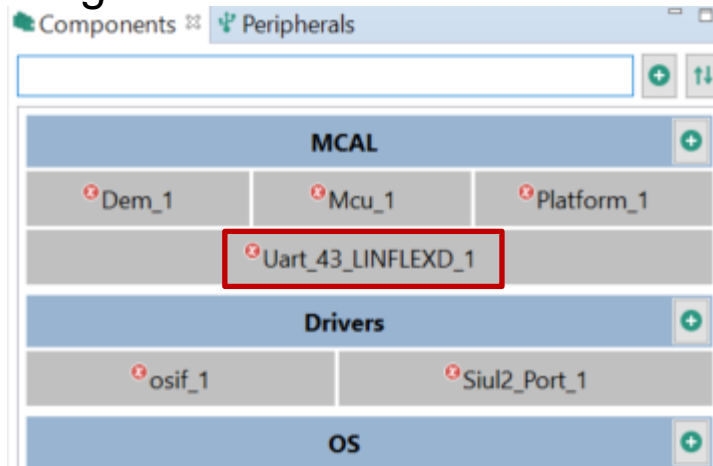 Components Peripherals
MCAL
Dem_1 Mcu_1 Platform_1
Uart_43_LINFLEXD_1
Drivers
osif_1 Siul2_Port_1
OS